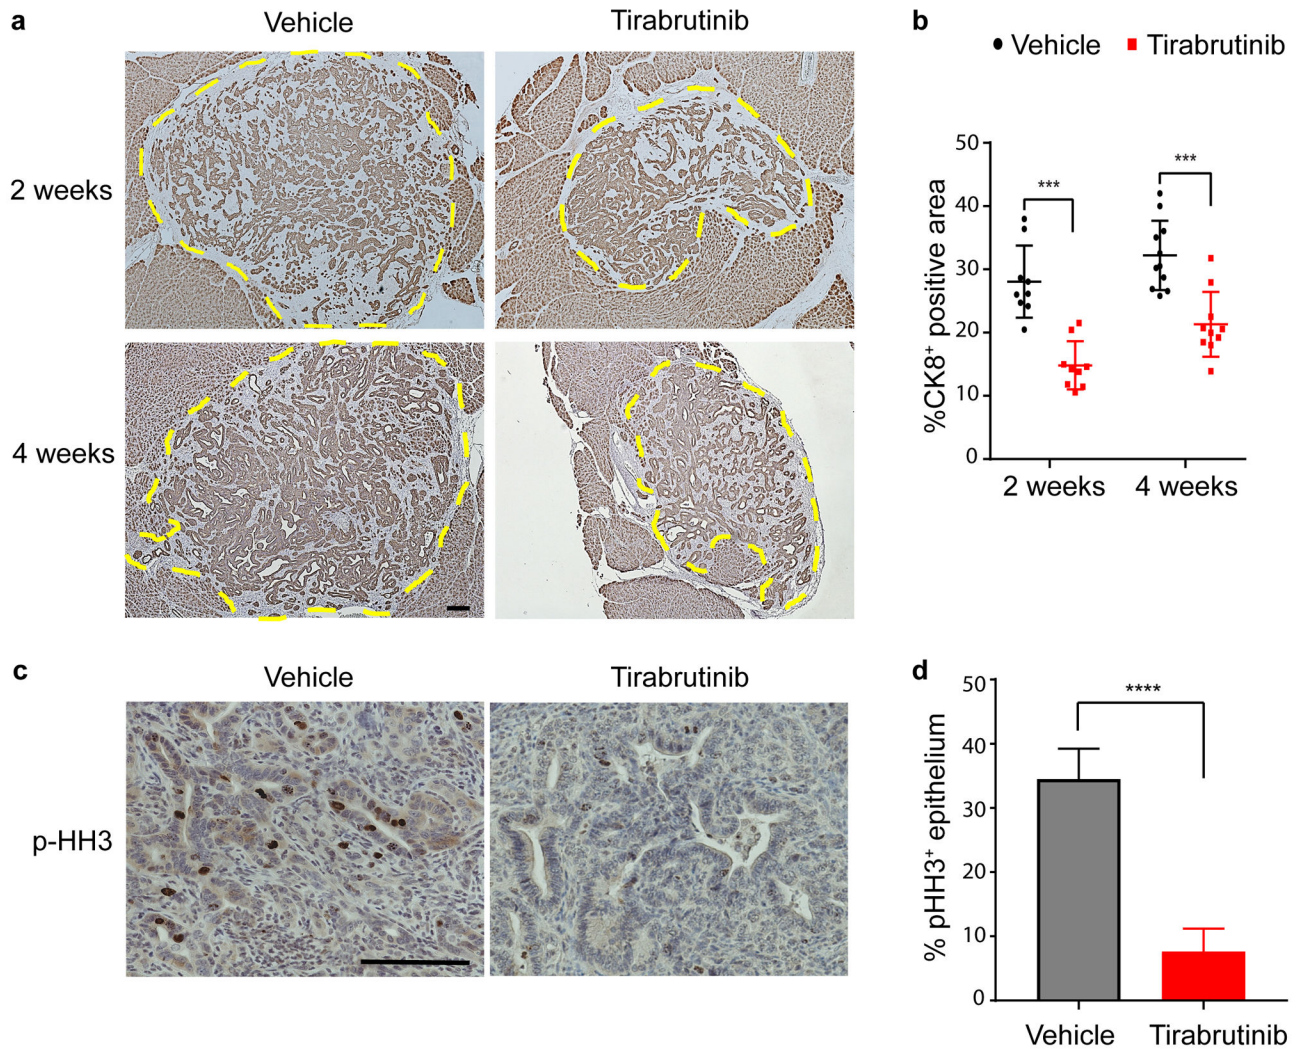 a
Vehicle
Tirabrutinib
2 weeks
4 weeks
b
Vehicle
Tirabrutinib
%CK8⁺ positive area
50
40
30
20
10
0
***
***
2 weeks
4 weeks
c
Vehicle
Tirabrutinib
p-HH3
d
% pHH3⁺ epithelium
50
40
30
20
10
0
****
Vehicle
Tirabrutinib